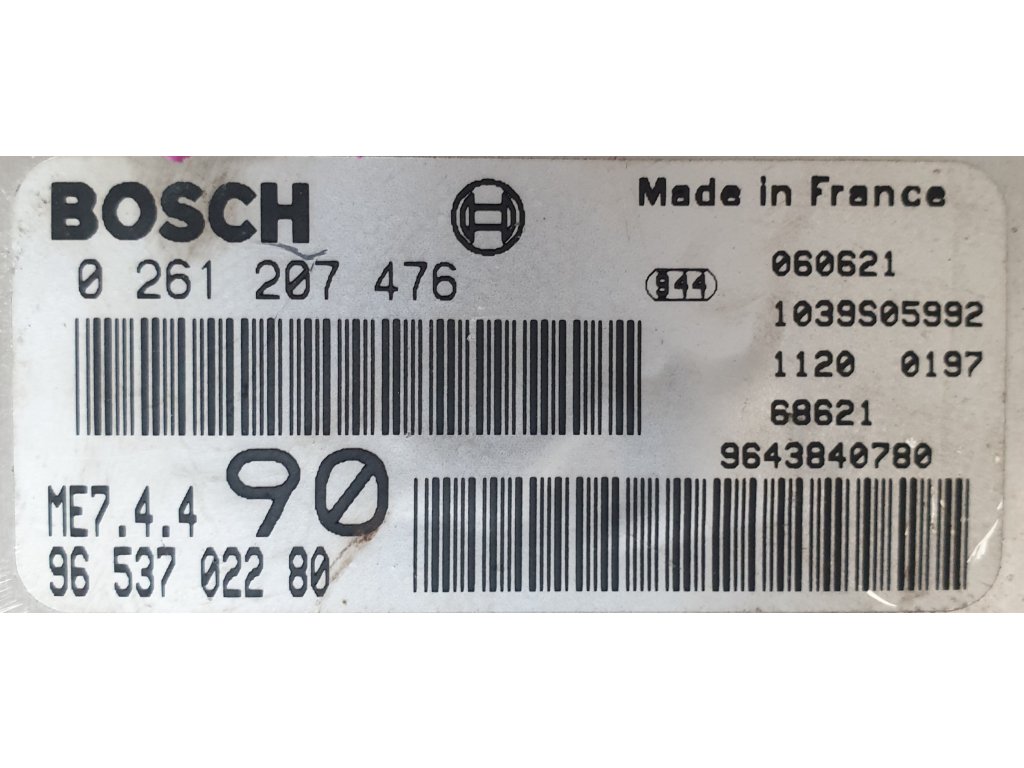 BOSCH
Made in France
0 261 207 476
944
060621
1039S05992
1120 0197
68621
9643840780
ME7.4.4 90
96 537 022 80